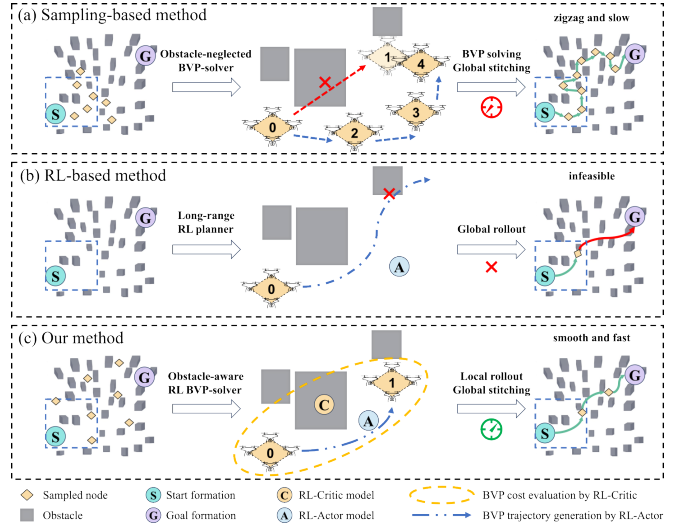 (a) Sampling-based method
zigzag and slow
Obstacle-neglected
BVP-solver
BVP solving
Global stitching
G
S
0
1
2
3
4
G
S
(b) RL-based method
infeasible
Long-range
RL planner
Global rollout
G
S
0
A
G
S
(c) Our method
smooth and fast
Obstacle-aware
RL BVP-solver
Local rollout
Global stitching
G
S
0
C
A
1
G
S
Sampled node
S Start formation
C RL-Critic model
BVP cost evaluation by RL-Critic
Obstacle
G Goal formation
A RL-Actor model
BVP trajectory generation by RL-Actor